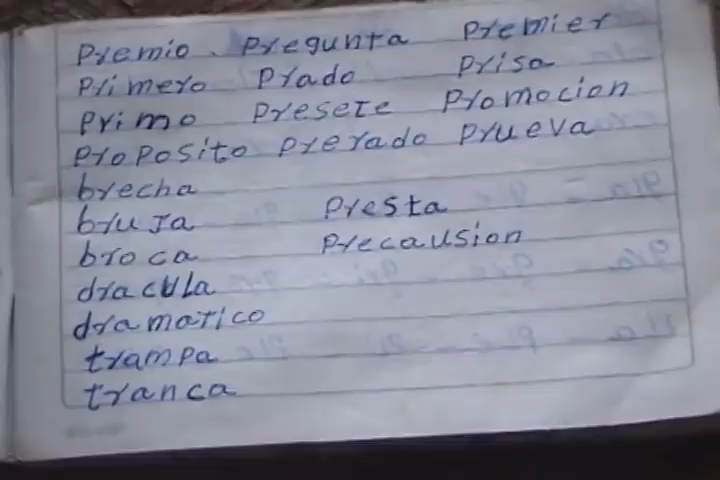 Premio. Pregunta Premier
Primero Prado Prisa
Primo Presete Promocion
Proposito Prerado Prueva
brecha
bruja Presta
broca Precausion
dracula
dramatico
trampa
tranca